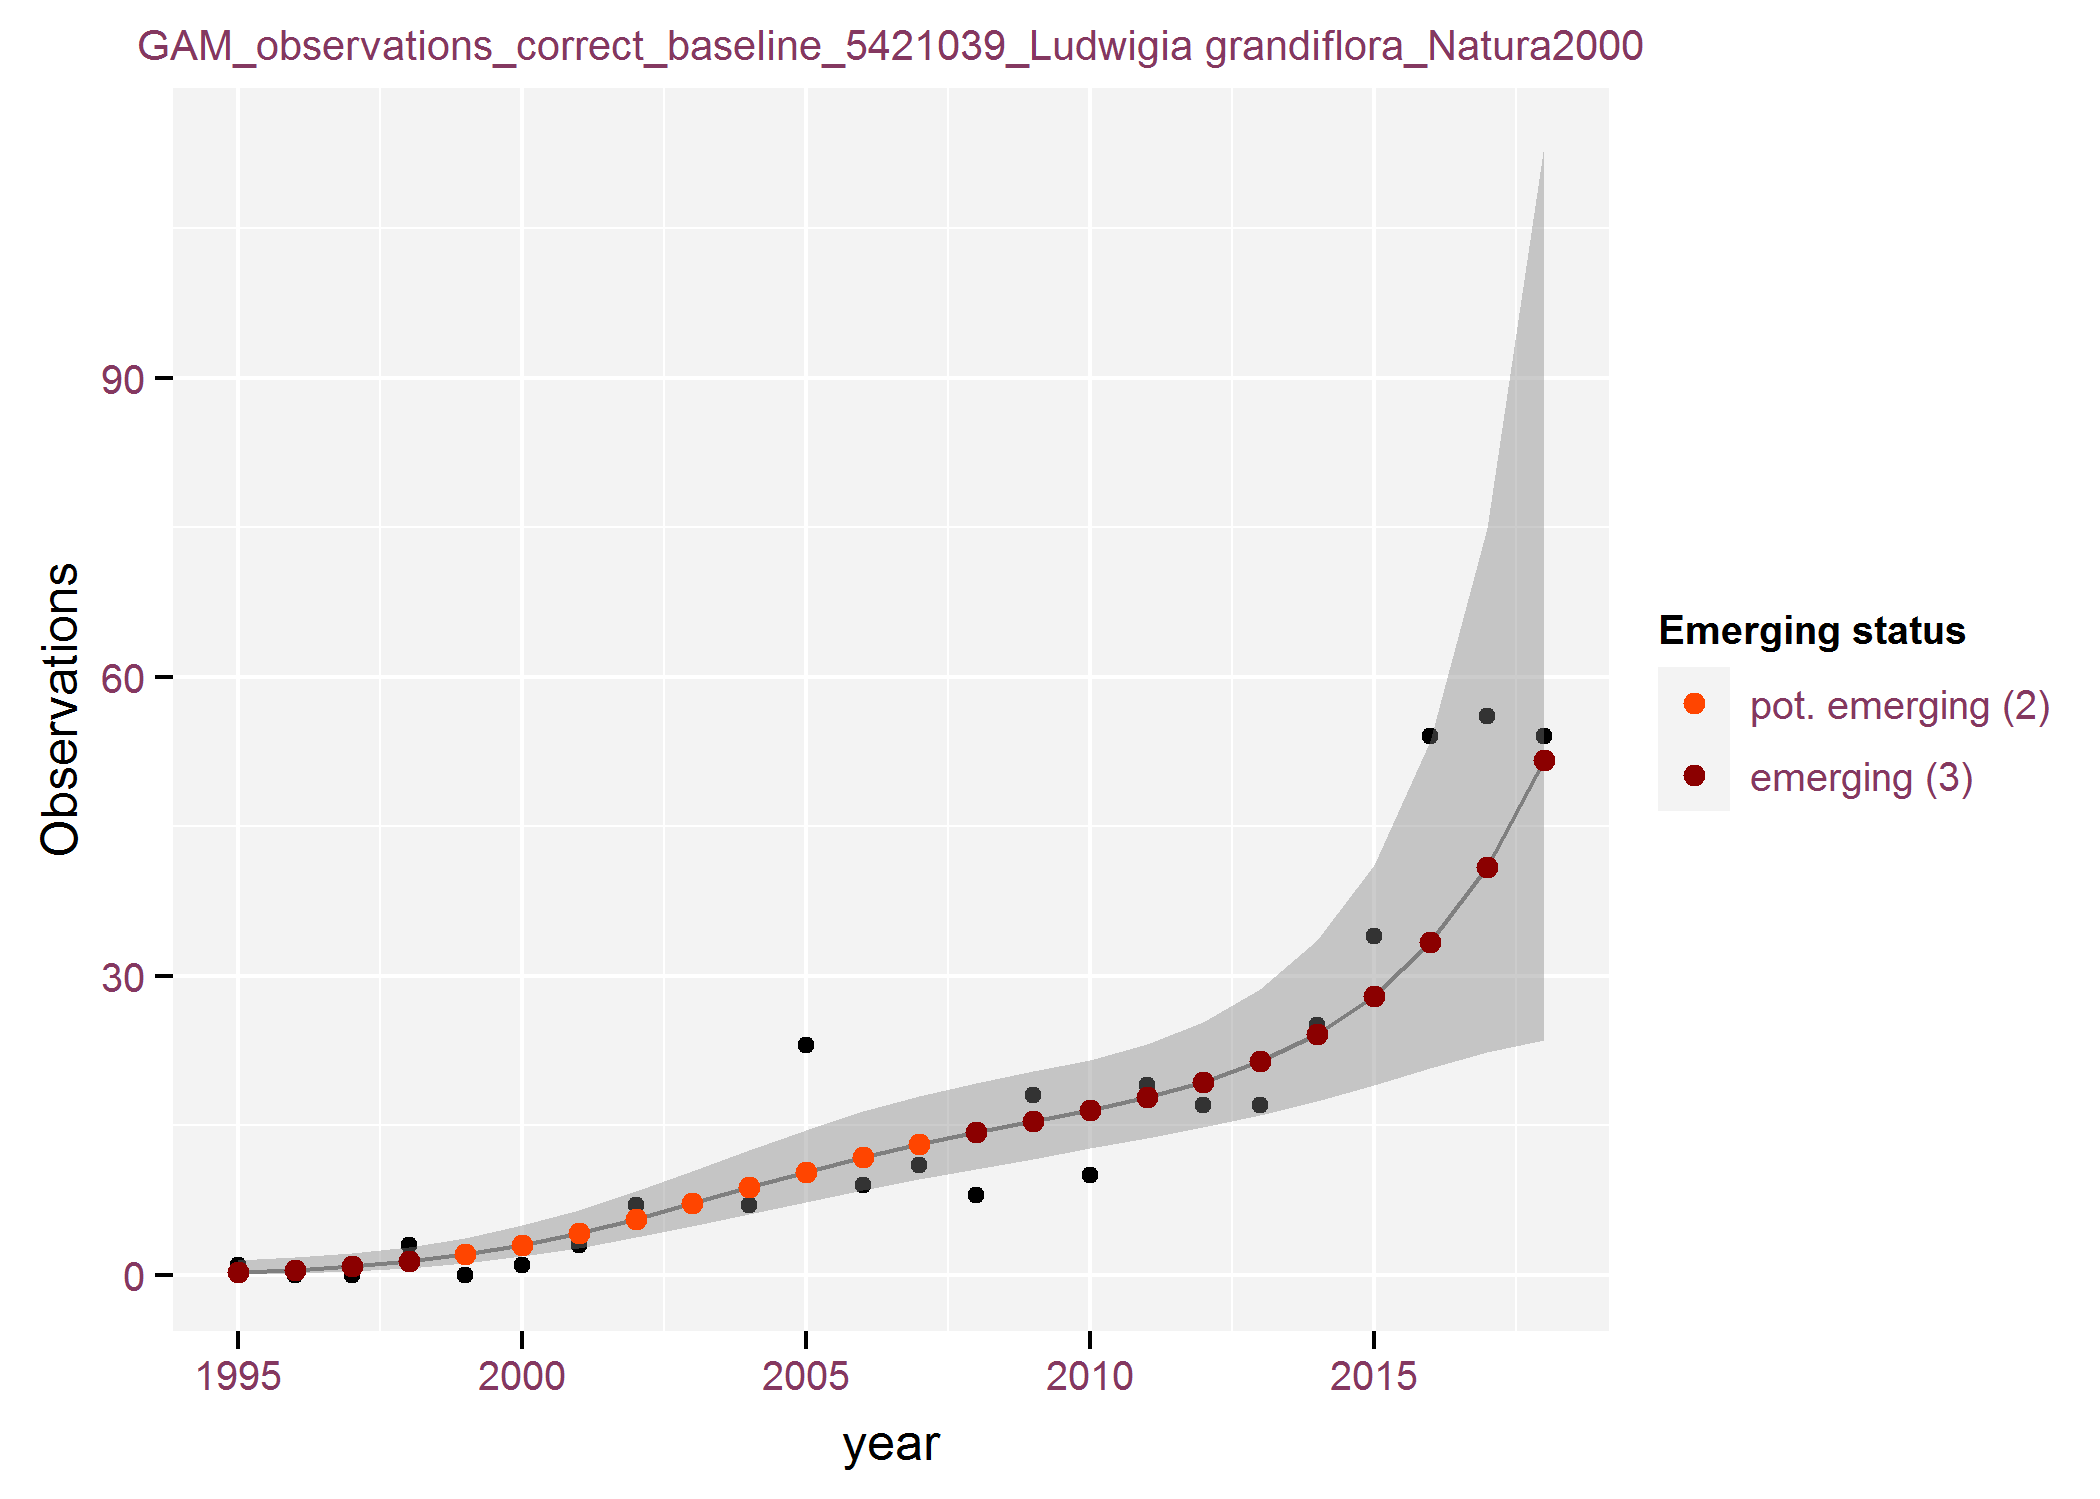 GAM_observations_correct_baseline_5421039_Ludwigia grandiflora_Natura2000
Observations
90
60
30
0
1995 2000 2005 2010 2015
year
Emerging status
pot. emerging (2)
emerging (3)